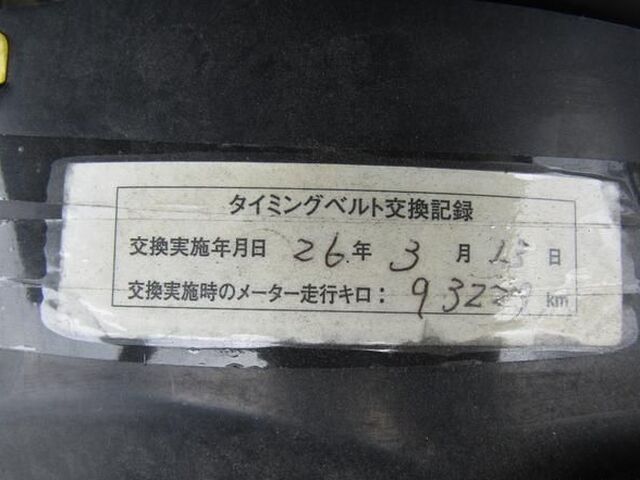 タイミングベルト交換記録
交換実施年月日 26年 3月 13日
交換実施時のメーター走行キロ： km